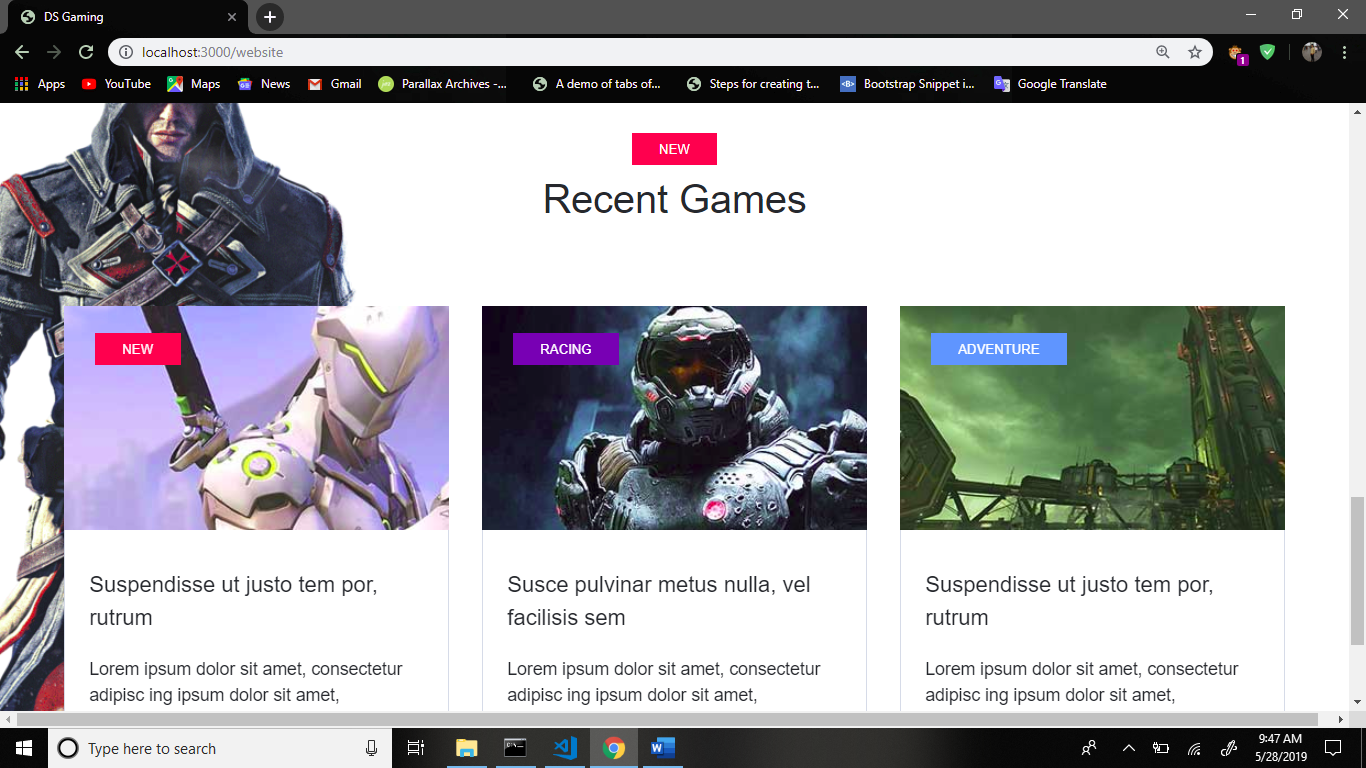 DS Gaming
localhost:3000/website
1
Apps YouTube Maps News Gmail Parallax Archives -... A demo of tabs of... Steps for creating t... <B> Bootstrap Snippet i... Google Translate
NEW
Recent Games
NEW RACING ADVENTURE
Suspendisse ut justo tem por,
rutrum
Lorem ipsum dolor sit amet, consectetur
adipisc ing ipsum dolor sit amet,
Susce pulvinar metus nulla, vel
facilisis sem
Lorem ipsum dolor sit amet, consectetur
adipisc ing ipsum dolor sit amet,
Suspendisse ut justo tem por,
rutrum
Lorem ipsum dolor sit amet, consectetur
adipisc ing ipsum dolor sit amet,
Type here to search
9:47 AM
5/28/2019